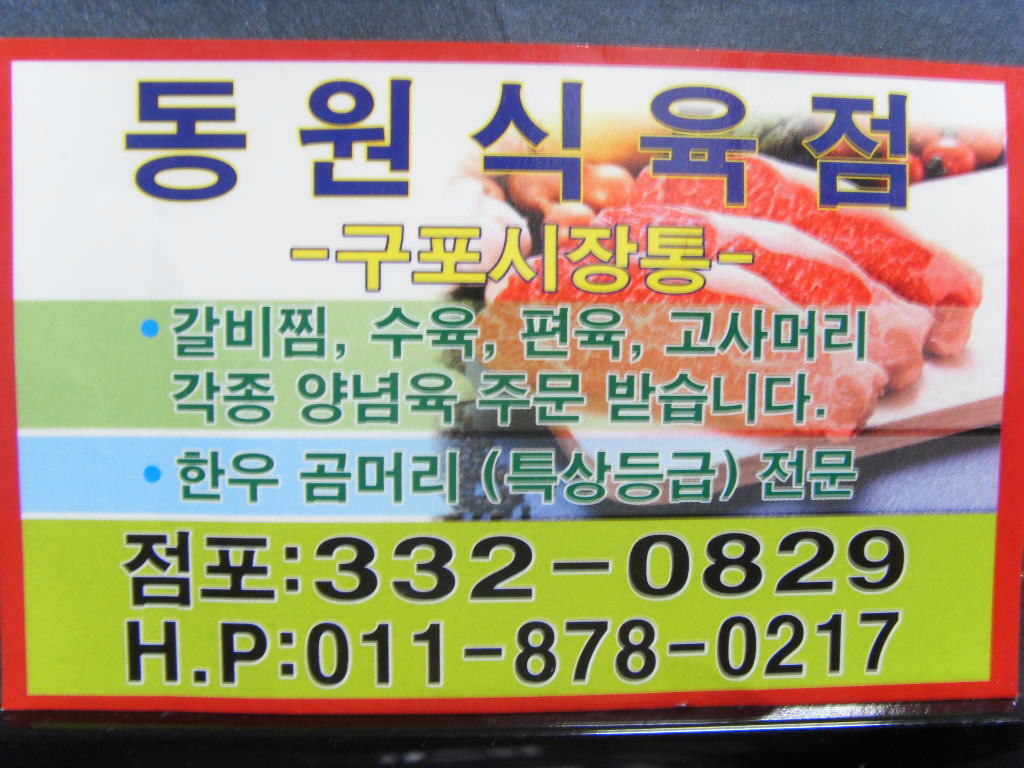 동원식육점
-구포시장통-
• 갈비찜, 수육, 편육, 고사머리
각종 양념육 주문 받습니다.
• 한우 곰머리 (특상등급) 전문
점포:332-0829
H.P:011-878-0217